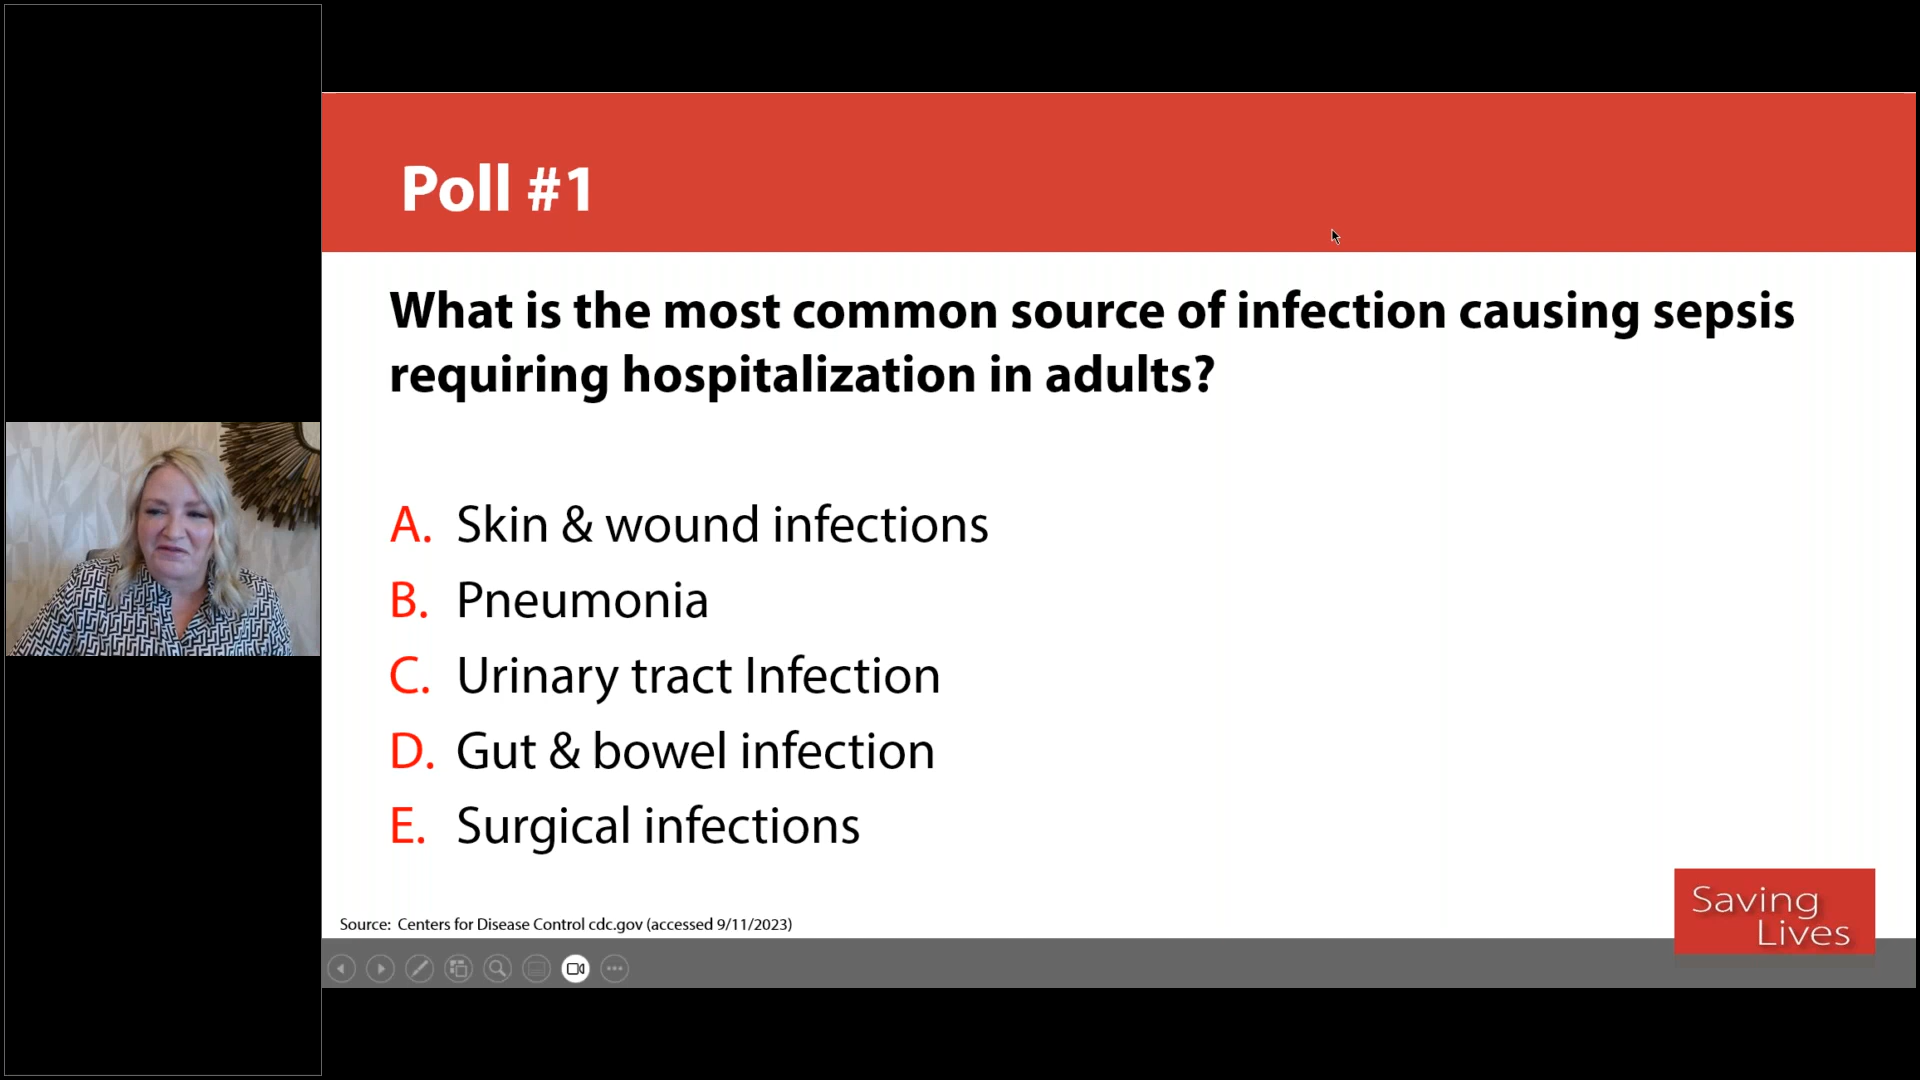 Poll #1
What is the most common source of infection causing sepsis
requiring hospitalization in adults?
A. Skin & wound infections
B. Pneumonia
C. Urinary tract Infection
D. Gut & bowel infection
E. Surgical infections
Source: Centers for Disease Control cdc.gov (accessed 9/11/2023)
Saving
Lives